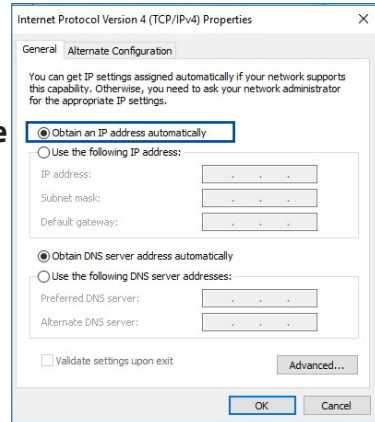 Internet Protocol Version 4 (TCP/IPv4) Properties
General
Alternate Configuration
You can get IP settings assigned automatically if your network supports
this capability. Otherwise, you need to ask your network administrator
for the appropriate IP settings.
e
Obtain an IP address automatically
Use the following IP address:
IP address:
Subnet mask:
Default gateway:
Obtain DNS server address automatically
Use the following DNS server addresses:
Preferred DNS server:
Alternate DNS server:
Validate settings upon exit
Advanced...
OK
Cancel